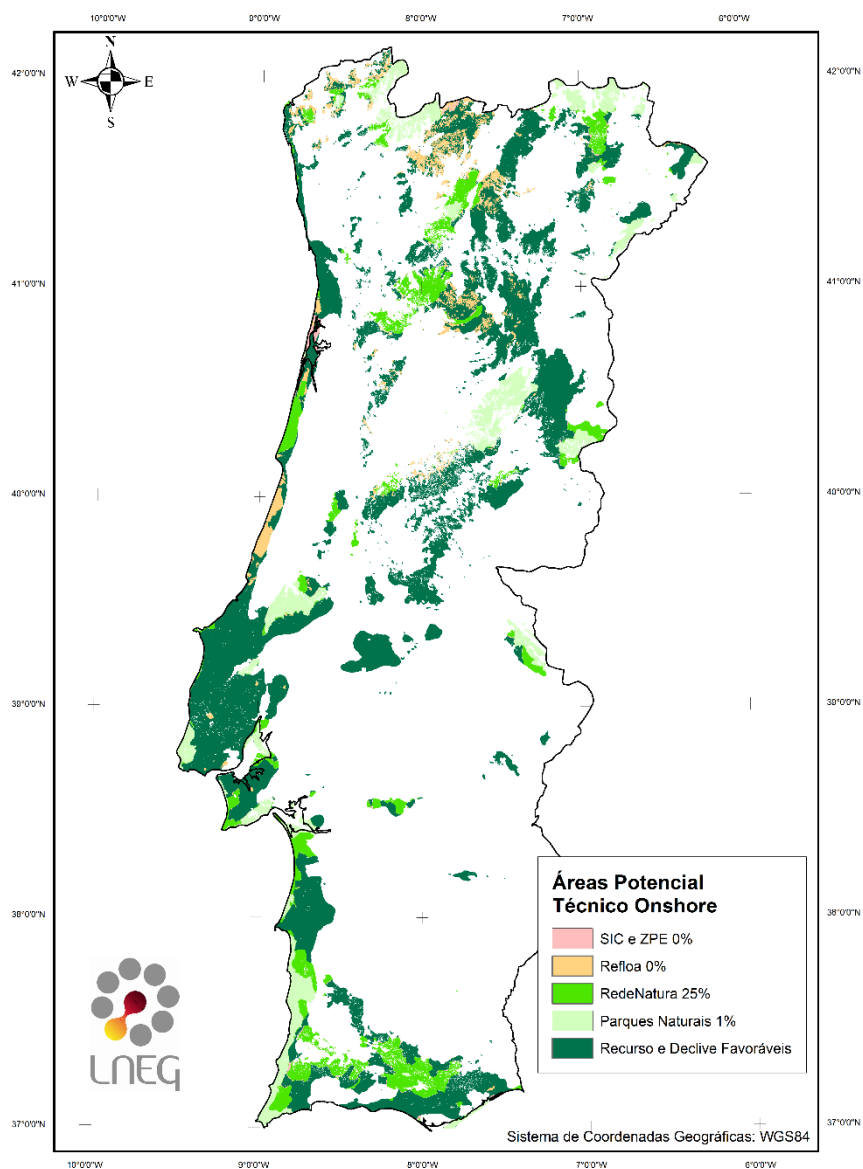 10°0'0"W 9°0'0"W 8°0'0"W 7°0'0"W 6°0'0"W
N
W E
S
42°0'0"N 42°0'0"N
41°0'0"N 41°0'0"N
40°0'0"N 40°0'0"N
39°0'0"N 39°0'0"N
38°0'0"N 38°0'0"N
37°0'0"N 37°0'0"N
Áreas Potencial
Técnico Onshore
SIC e ZPE 0%
Refloa 0%
RedeNatura 25%
Parques Naturais 1%
Recurso e Declive Favoráveis
LNEG
Sistema de Coordenadas Geográficas: WGS84
10°0'0"W 9°0'0"W 8°0'0"W 7°0'0"W 6°0'0"W